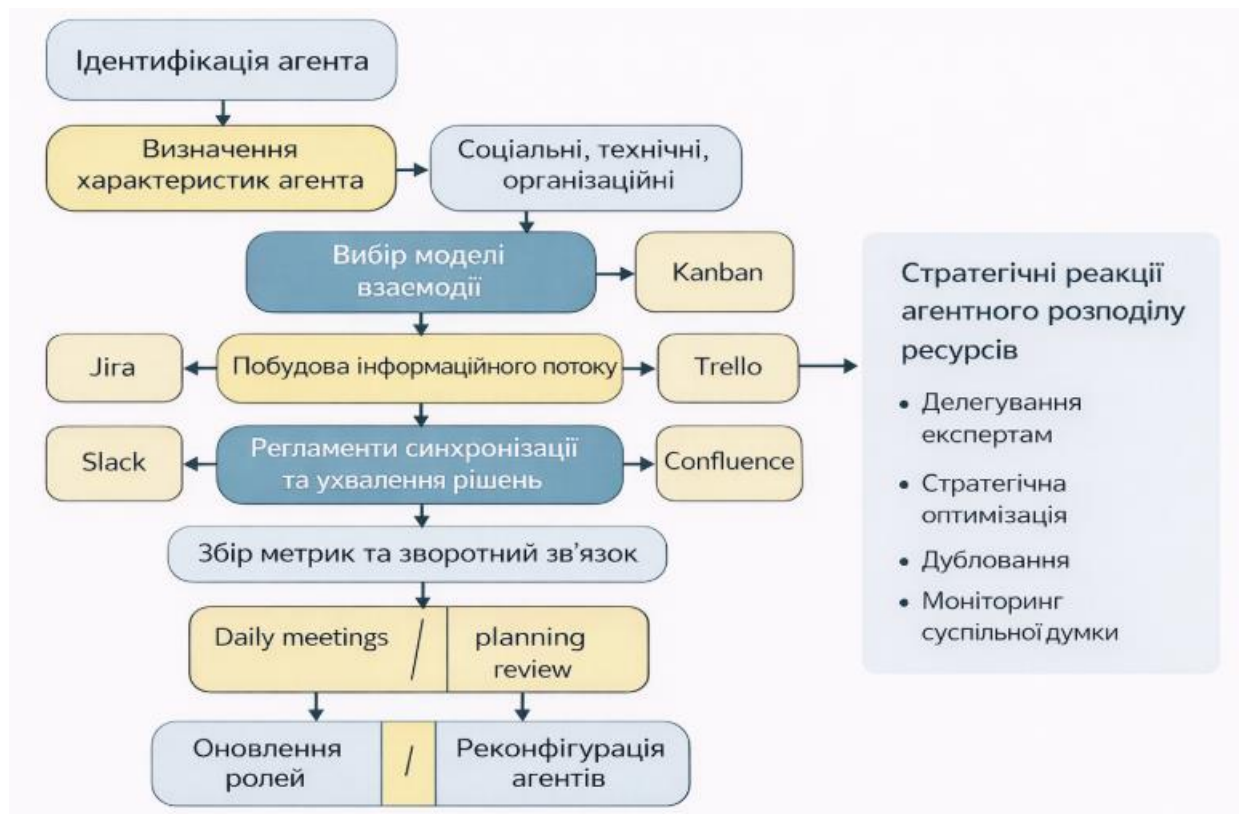 Ідентифікація агента
Визначення
характеристик агента
Соціальні, технічні,
організаційні
Вибір моделі
взаємодії
Kanban
Jira
Побудова інформаційного потоку
Trello
Slack
Регламенти синхронізації
та ухвалення рішень
Confluence
Збір метрик та зворотний зв’язок
Daily meetings /
planning
review
Оновлення
ролей
/
Реконфігурація
агентів
Стратегічні реакції
агентного розподілу
ресурсів
• Делегування
експертам
• Стратегічна
оптимізація
• Дубловання
• Моніторинг
суспільної думки